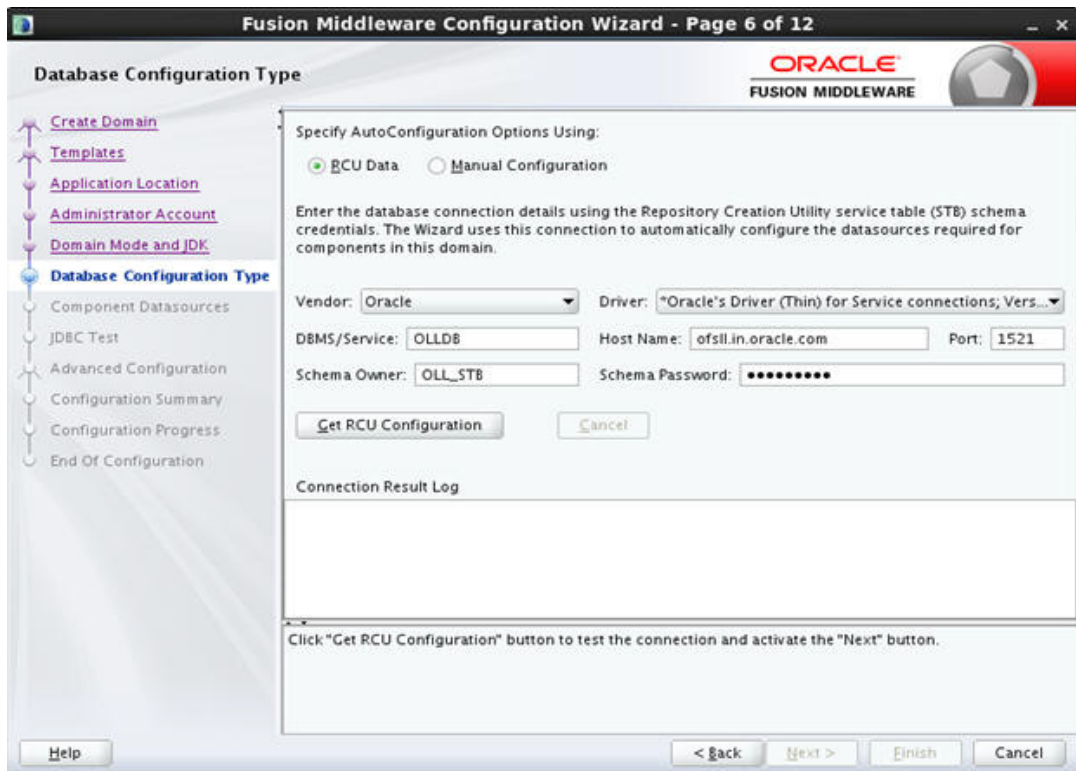 Fusion Middleware Configuration Wizard - Page 6 of 12
Database Configuration Type
ORACLE
FUSION MIDDLEWARE
Create Domain
Templates
Application Location
Administrator Account
Domain Mode and JDK
Database Configuration Type
Component Datasources
JDBC Test
Advanced Configuration
Configuration Summary
Configuration Progress
End Of Configuration
Specify AutoConfiguration Options Using:
RCU Data Manual Configuration
Enter the database connection details using the Repository Creation Utility service table (STB) schema
credentials. The Wizard uses this connection to automatically configure the datasources required for
components in this domain.
Vendor: Oracle Driver: *Oracle's Driver (Thin) for Service connections; Vers...
DBMS/Service: OLLDB Host Name: ofsll.in.oracle.com Port: 1521
Schema Owner: OLL_STB Schema Password: •••••••••
Get RCU Configuration Cancel
Connection Result Log
Click "Get RCU Configuration" button to test the connection and activate the "Next" button.
Help < Back Next > Finish Cancel